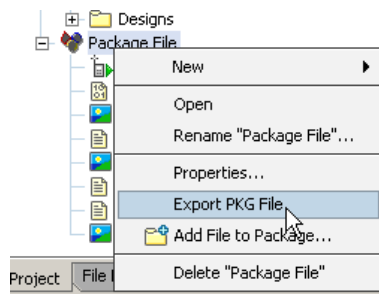 Designs
Package File
New
Open
Rename "Package File"...
Properties...
Export PKG File
Add File to Package...
Delete "Package File"
Project File